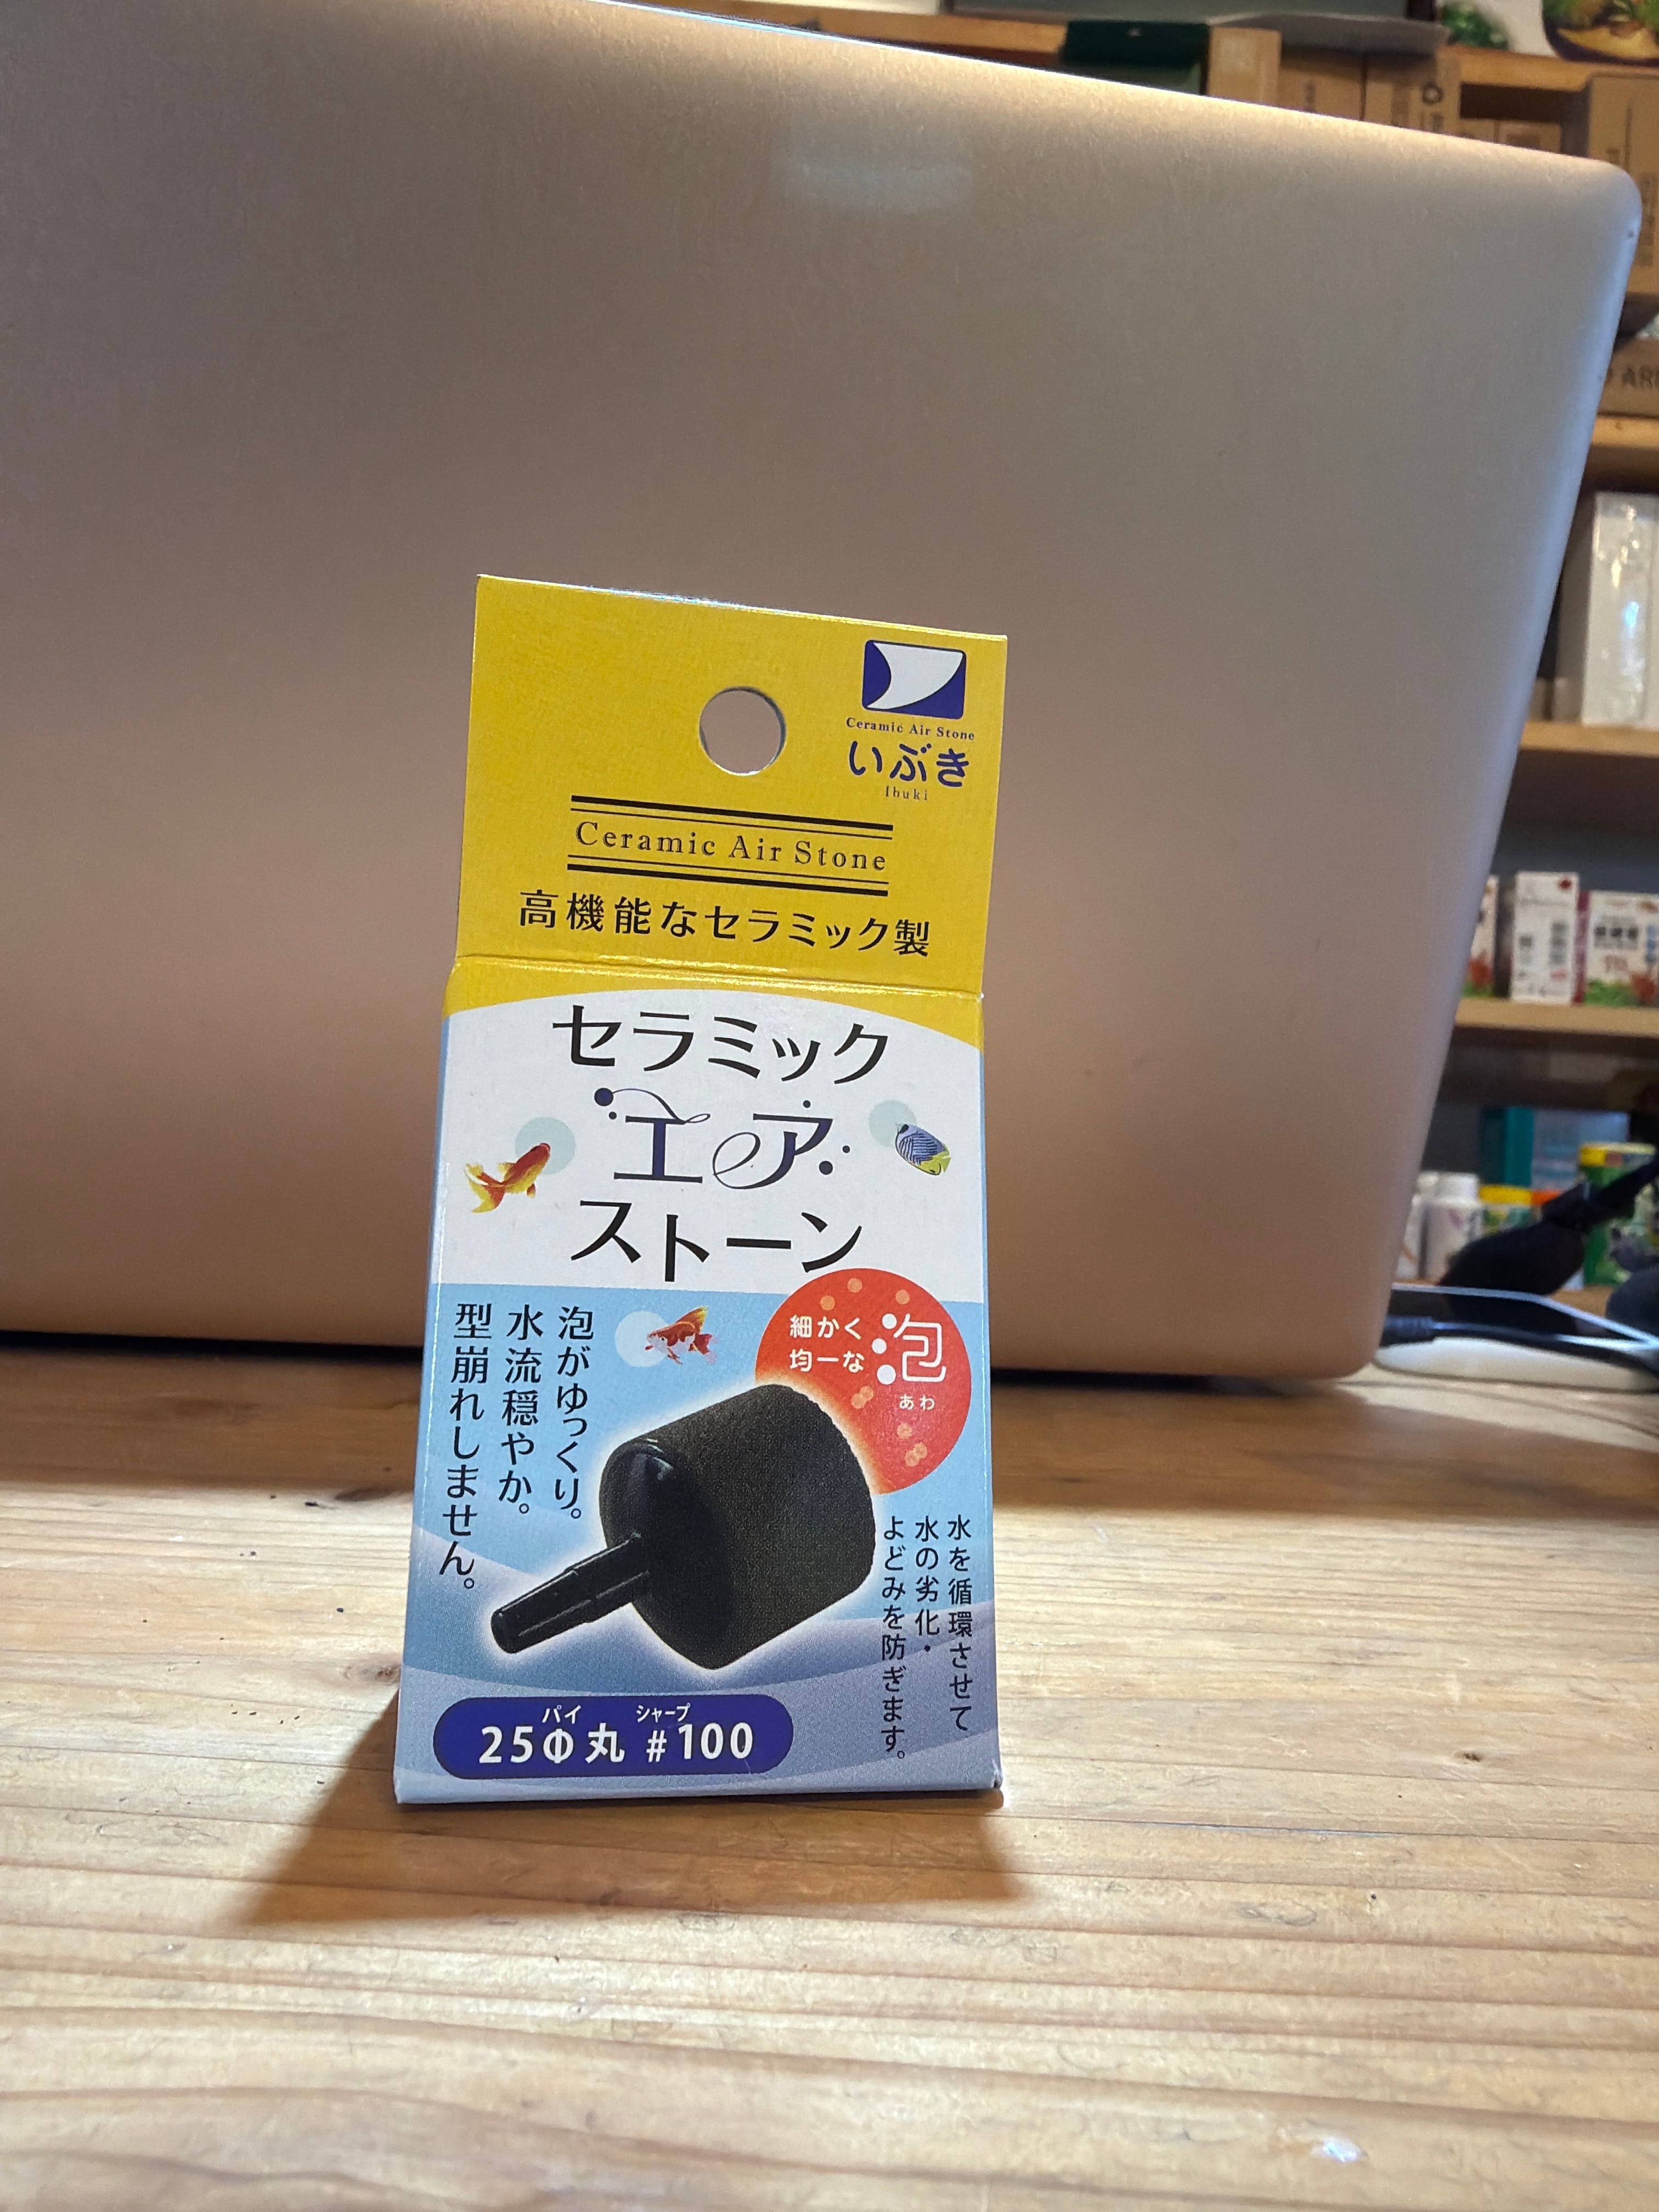 Ceramic Air Stone
いぶき
Ibuki
Ceramic Air Stone
高機能なセラミック製
セラミック
エア
ストーン
細かく
均一な
泡
あわ
泡がゆっくり。
水流穏やか。
型崩れしません。
水を循環させて
水の劣化・
よどみを防ぎます。
パイ シャープ
25Φ丸 #100